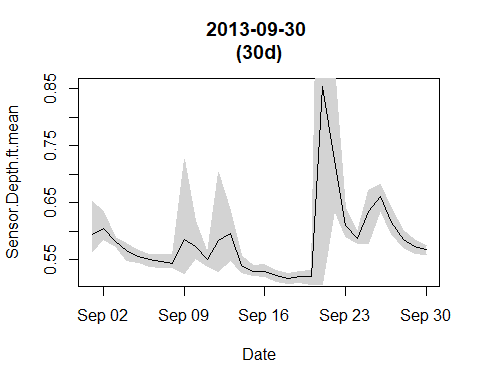 2013-09-30
(30d)
Sensor.Depth.ft.mean
0.85
0.75
0.65
0.55
Sep 02 Sep 09 Sep 16 Sep 23 Sep 30
Date